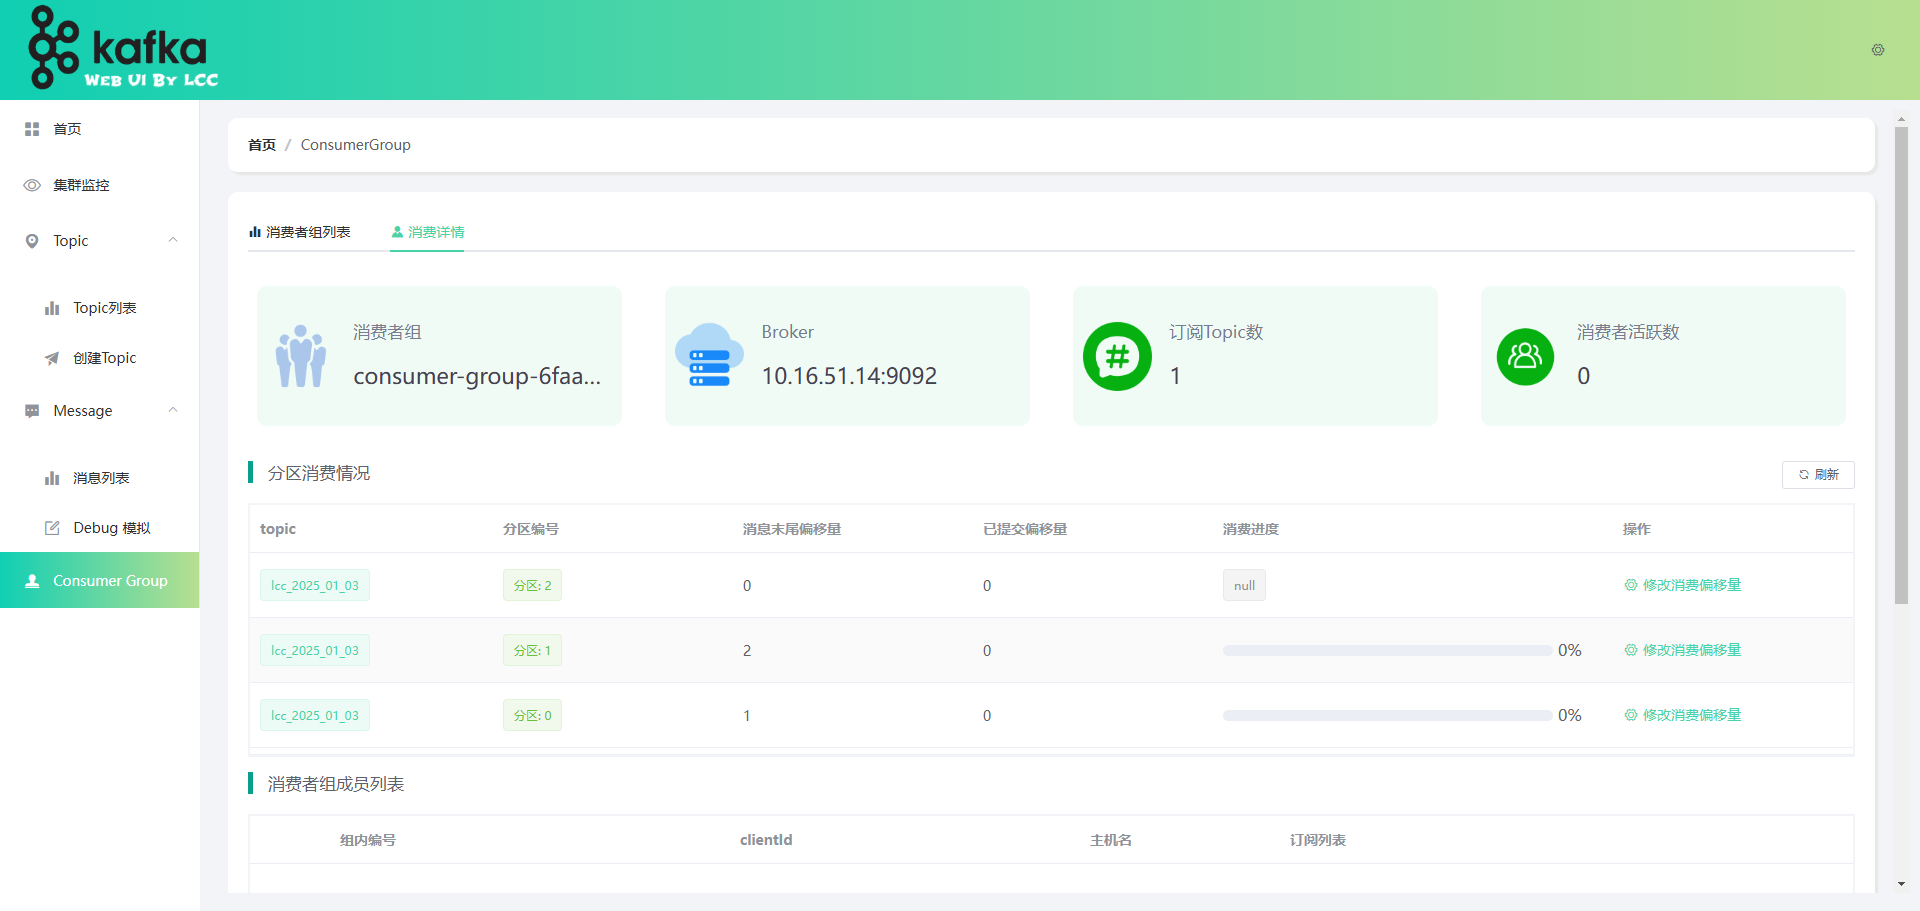 kafka
WEB UI BY LCC
首页
集群监控
Topic
Topic列表
创建Topic
Message
消息列表
Debug 模拟
Consumer Group
首页 / ConsumerGroup
消费者组列表 消费详情
消费者组
consumer-group-6faa...
Broker
10.16.51.14:9092
订阅Topic数
1
消费者活跃数
0
分区消费情况
刷新
topic 分区编号 消息末尾偏移量 已提交偏移量 消费进度 操作
lcc_2025_01_03 分区: 2 0 0 null 修改消费偏移量
lcc_2025_01_03 分区: 1 2 0 0% 修改消费偏移量
lcc_2025_01_03 分区: 0 1 0 0% 修改消费偏移量
消费者组成员列表
组内编号 clientId 主机名 订阅列表